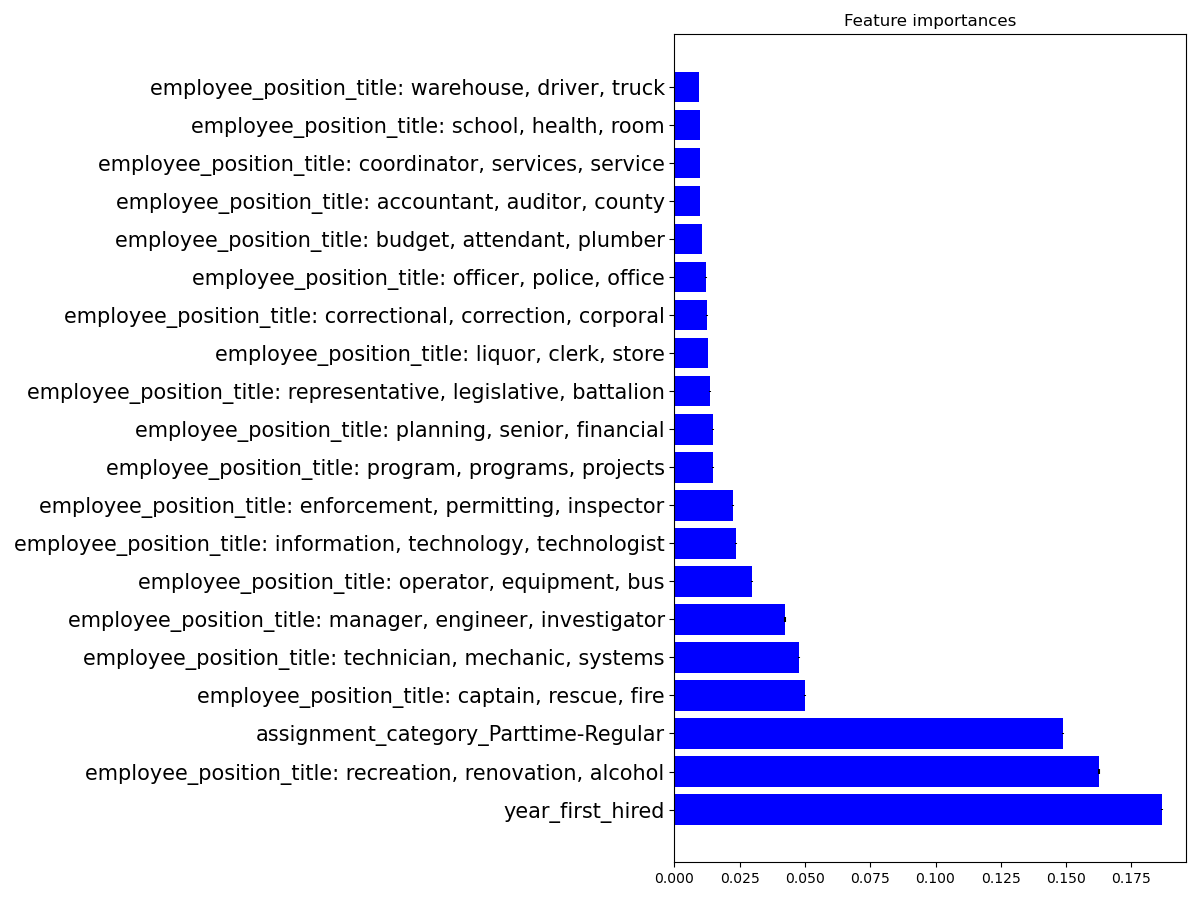 Feature importances
employee_position_title: warehouse, driver, truck
employee_position_title: school, health, room
employee_position_title: coordinator, services, service
employee_position_title: accountant, auditor, county
employee_position_title: budget, attendant, plumber
employee_position_title: officer, police, office
employee_position_title: correctional, correction, corporal
employee_position_title: liquor, clerk, store
employee_position_title: representative, legislative, battalion
employee_position_title: planning, senior, financial
employee_position_title: program, programs, projects
employee_position_title: enforcement, permitting, inspector
employee_position_title: information, technology, technologist
employee_position_title: operator, equipment, bus
employee_position_title: manager, engineer, investigator
employee_position_title: technician, mechanic, systems
employee_position_title: captain, rescue, fire
assignment_category_Parttime-Regular
employee_position_title: recreation, renovation, alcohol
year_first_hired
0.000 0.025 0.050 0.075 0.100 0.125 0.150 0.175